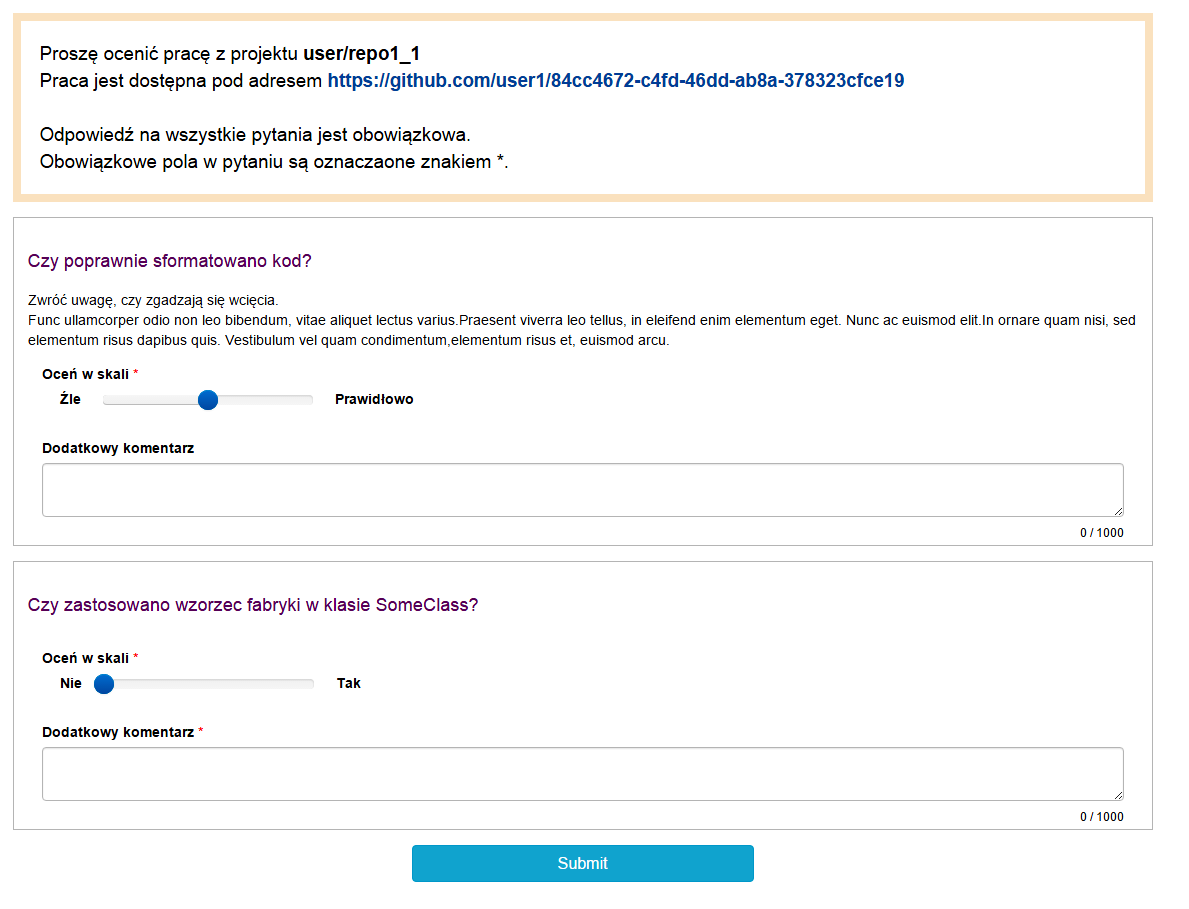 Proszę ocenić pracę z projektu user/repo1_1
Praca jest dostępna pod adresem https://github.com/user1/84cc4672-c4fd-46dd-ab8a-378323cfce19
Odpowiedź na wszystkie pytania jest obowiązkowa.
Obowiązkowe pola w pytaniu są oznaczaone znakiem *.
Czy poprawnie sformatowano kod?
Zwróć uwagę, czy zgadzają się wcięcia.
Func ullamcorper odio non leo bibendum, vitae aliquet lectus varius.Praesent viverra leo tellus, in eleifend enim elementum eget. Nunc ac euismod elit.In ornare quam nisi, sed
elementum risus dapibus quis. Vestibulum vel quam condimentum,elementum risus et, euismod arcu.
Oceń w skali *
Źle Prawidłowo
Dodatkowy komentarz
0 / 1000
Czy zastosowano wzorzec fabryki w klasie SomeClass?
Oceń w skali *
Nie Tak
Dodatkowy komentarz *
0 / 1000
Submit